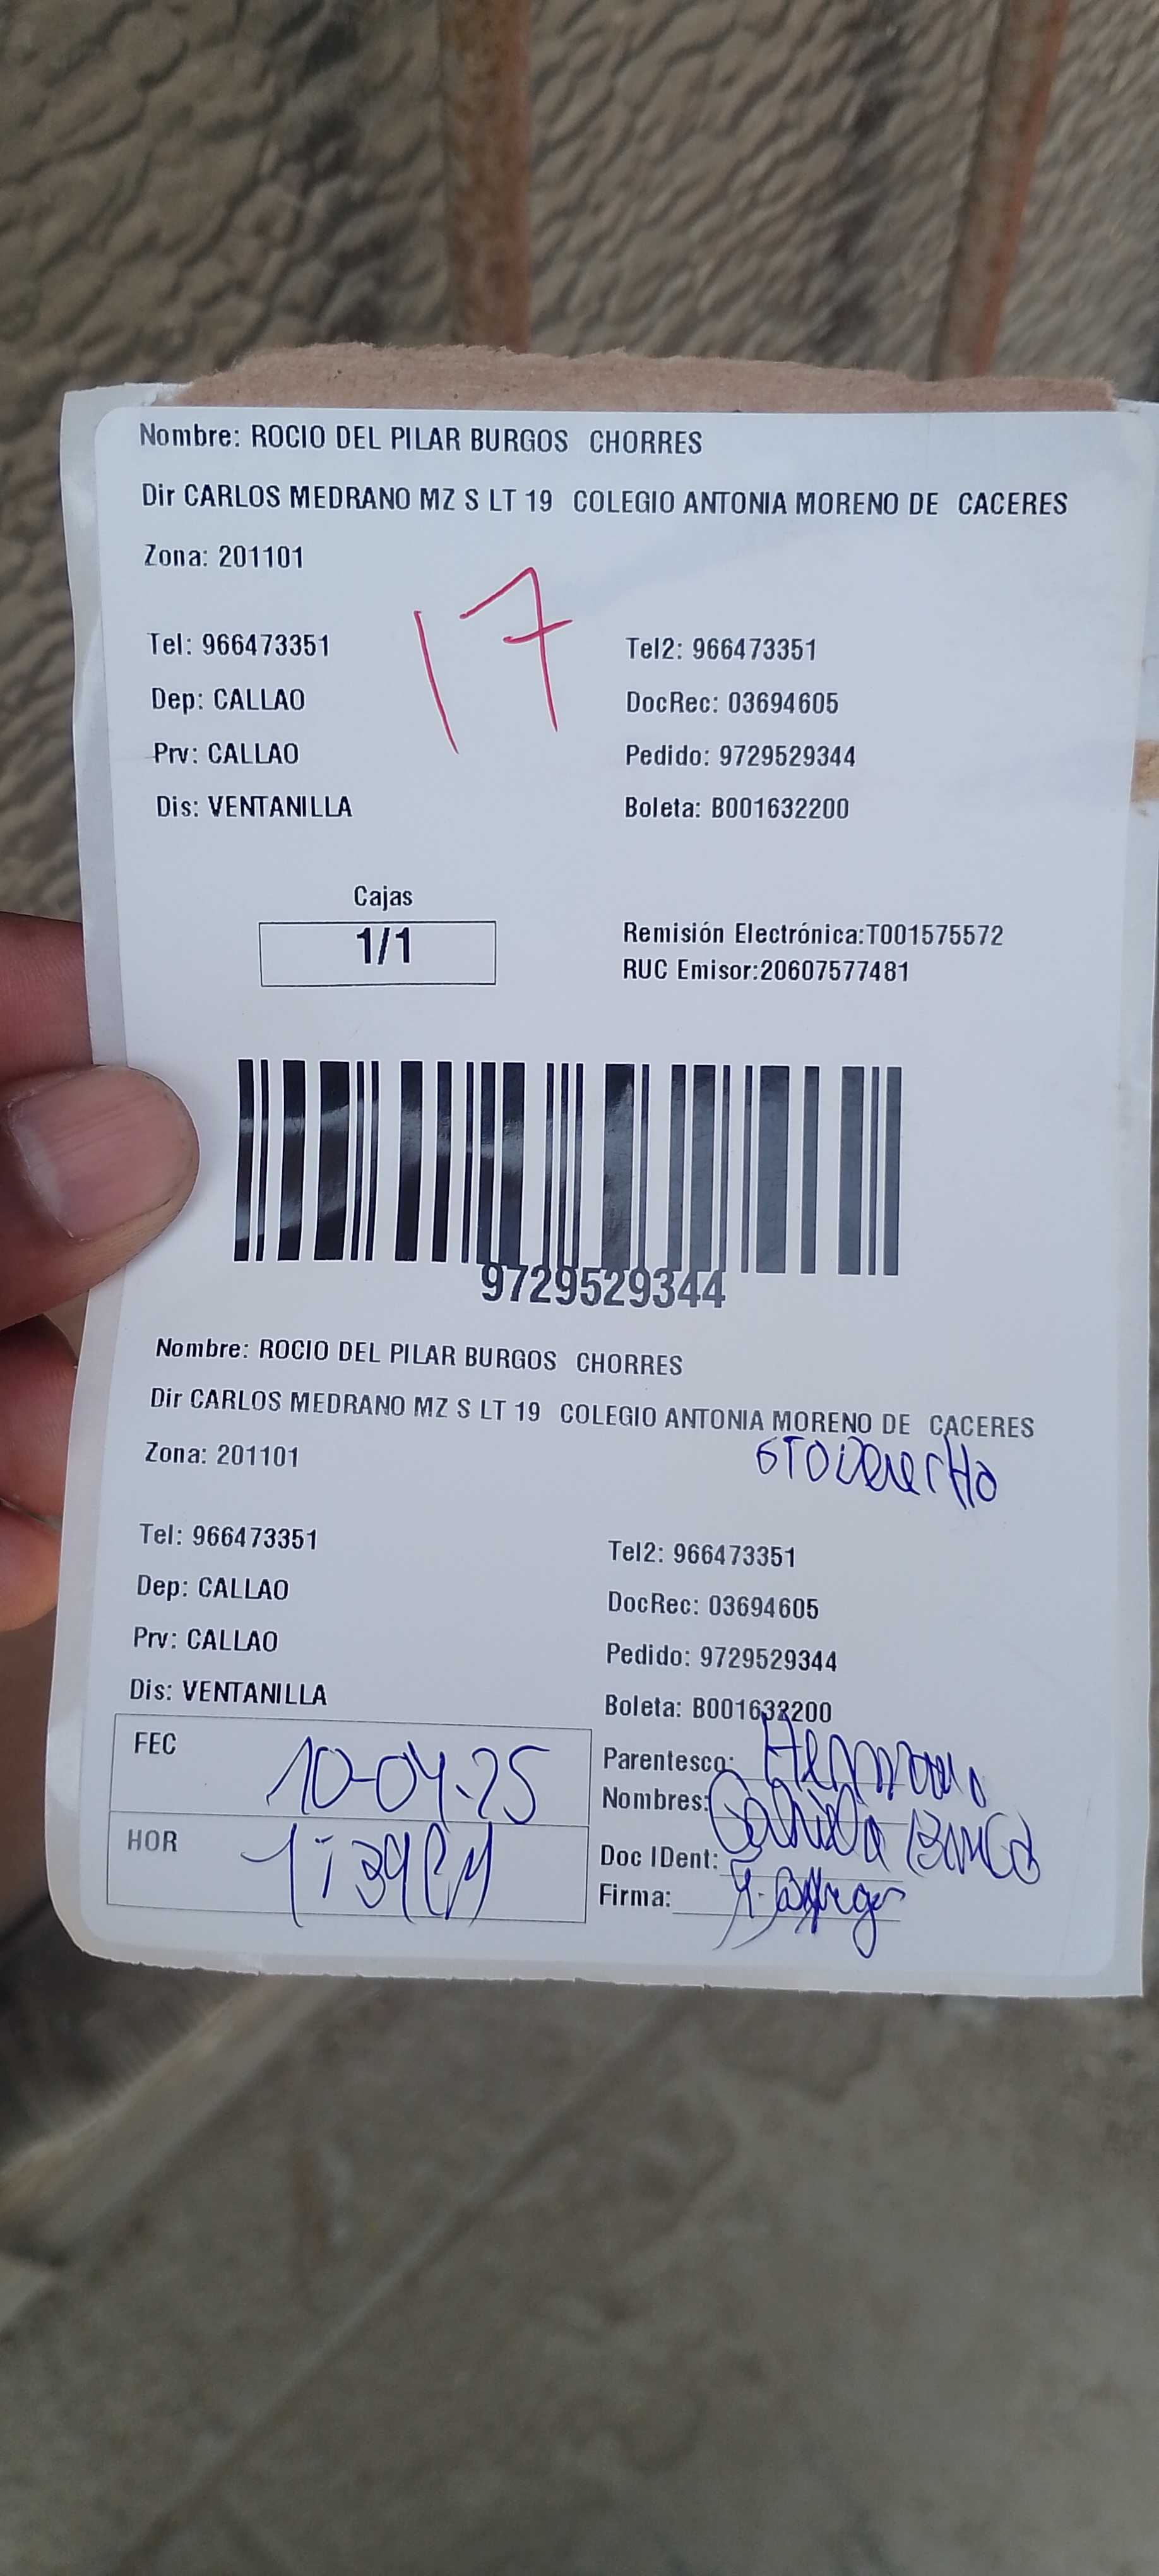 Nombre: ROCIO DEL PILAR BURGOS CHORRES
Dir CARLOS MEDRANO MZ S LT 19 COLEGIO ANTONIA MORENO DE CACERES
Zona: 201101
17
Tel: 966473351 Tel2: 966473351
Dep: CALLAO DocRec: 03694605
Prv: CALLAO Pedido: 9729529344
Dis: VENTANILLA Boleta: B001632200
Cajas
1/1
Remisión Electrónica:T001575572
RUC Emisor:20607577481
9729529344
Nombre: ROCIO DEL PILAR BURGOS CHORRES
Dir CARLOS MEDRANO MZ S LT 19 COLEGIO ANTONIA MORENO DE CACERES
Zona: 201101
Tel: 966473351 Tel2: 966473351
Dep: CALLAO DocRec: 03694605
Prv: CALLAO Pedido: 9729529344
Dis: VENTANILLA Boleta: B001632200
FEC 10-04-25 Parentesco:
Nombres:
HOR 1:39 PM Doc IDent:
Firma: